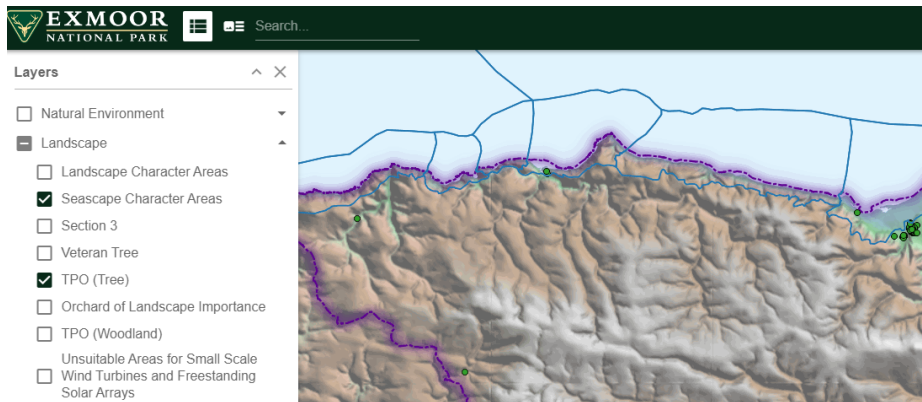 EXMOOR
NATIONAL PARK
Search...
Layers
Natural Environment
Landscape
Landscape Character Areas
Seascape Character Areas
Section 3
Veteran Tree
TPO (Tree)
Orchard of Landscape Importance
TPO (Woodland)
Unsuitable Areas for Small Scale
Wind Turbines and Freestanding
Solar Arrays